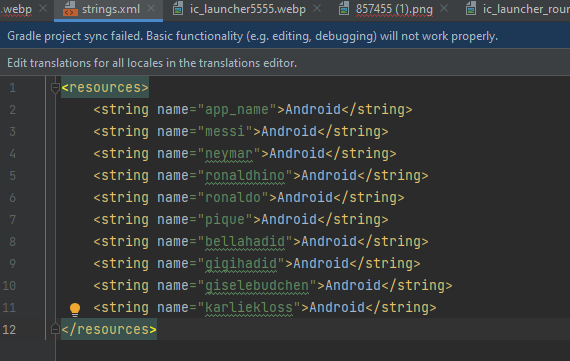 .webp strings.xml ic_launcher5555.webp 857455 (1).png ic_launcher_rour
Gradle project sync failed. Basic functionality (e.g. editing, debugging) will not work properly.
Edit translations for all locales in the translations editor.
1 <resources>
2 <string name="app_name">Android</string>
3 <string name="messi">Android</string>
4 <string name="neymar">Android</string>
5 <string name="ronaldhino">Android</string>
6 <string name="ronaldo">Android</string>
7 <string name="pique">Android</string>
8 <string name="bellahadid">Android</string>
9 <string name="gigihadid">Android</string>
10 <string name="giselebudchen">Android</string>
11 <string name="karliekloss">Android</string>
12 </resources>